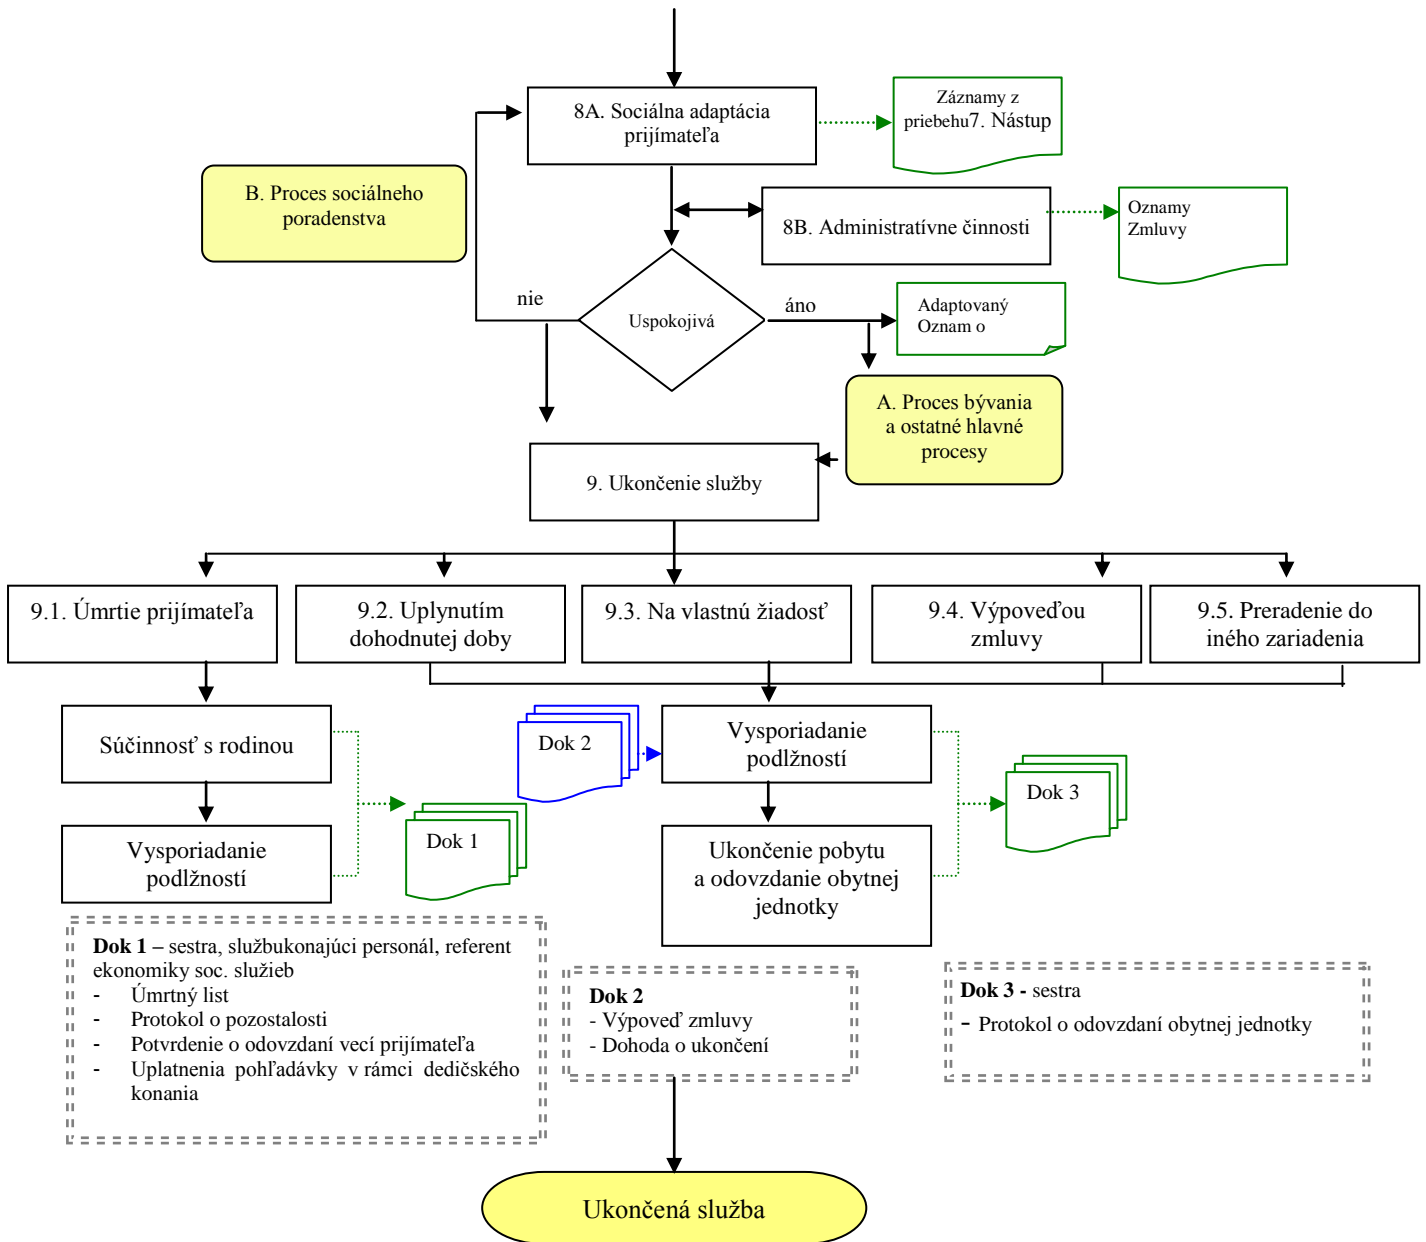 8A. Sociálna adaptácia
prijímateľa
Záznamy z
priebehu7. Nástup
B. Proces sociálneho
poradenstva
8B. Administratívne činnosti
Oznamy
Zmluvy
nie
Uspokojivá
áno
Adaptovaný
Oznam o
A. Proces bývania
a ostatné hlavné
procesy
9. Ukončenie služby
9.1. Úmrtie prijímateľa
9.2. Uplynutím
dohodnutej doby
9.3. Na vlastnú žiadosť
9.4. Výpoveďou
zmluvy
9.5. Preradenie do
iného zariadenia
Súčinnosť s rodinou
Dok 2
Vysporiadanie
podlžností
Dok 3
Vysporiadanie
podlžností
Dok 1
Ukončenie pobytu
a odovzdanie obytnej
jednotky
Dok 1 – sestra, službukonajúci personál, referent
ekonomiky soc. služieb
- Úmrtný list
- Protokol o pozostalosti
- Potvrdenie o odovzdaní vecí prijímateľa
- Uplatnenia pohľadávky v rámci dedičského
konania
Dok 2
- Výpoveď zmluvy
- Dohoda o ukončení
Dok 3 - sestra
- Protokol o odovzdaní obytnej jednotky
Ukončená služba